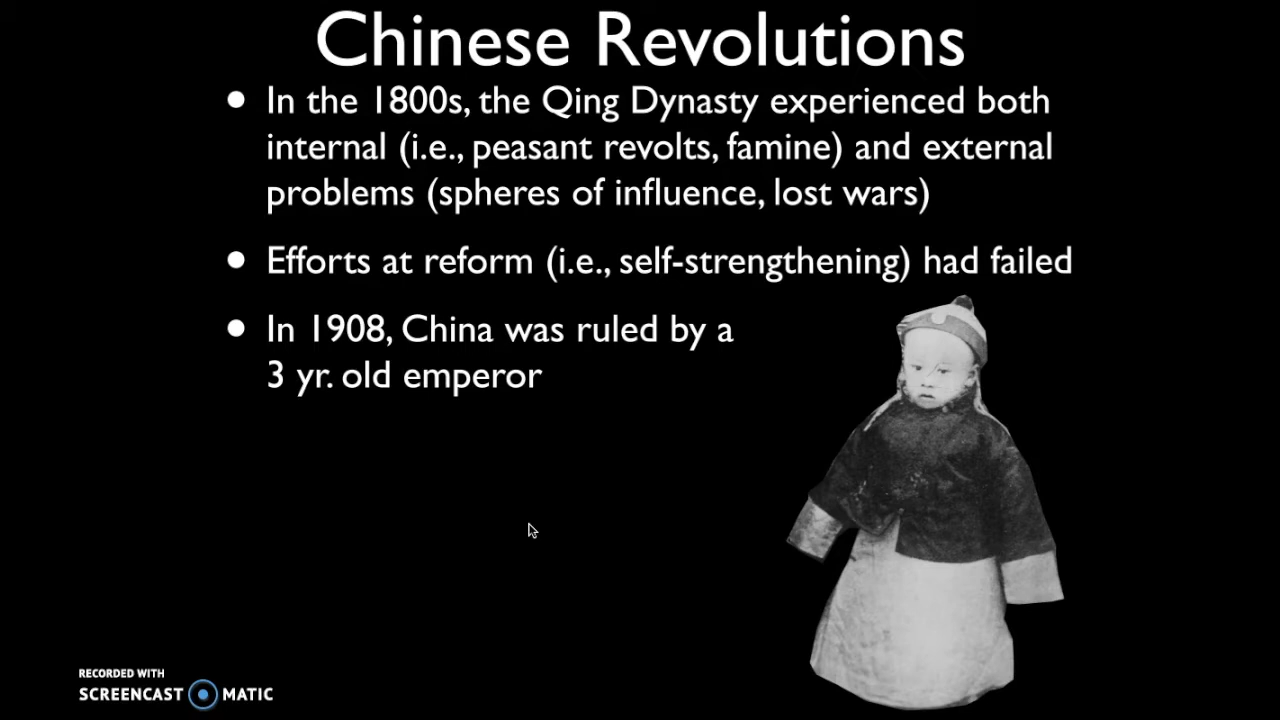 Chinese Revolutions
• In the 1800s, the Qing Dynasty experienced both
internal (i.e., peasant revolts, famine) and external
problems (spheres of influence, lost wars)
• Efforts at reform (i.e., self-strengthening) had failed
• In 1908, China was ruled by a
3 yr. old emperor
RECORDED WITH
SCREENCAST MATIC